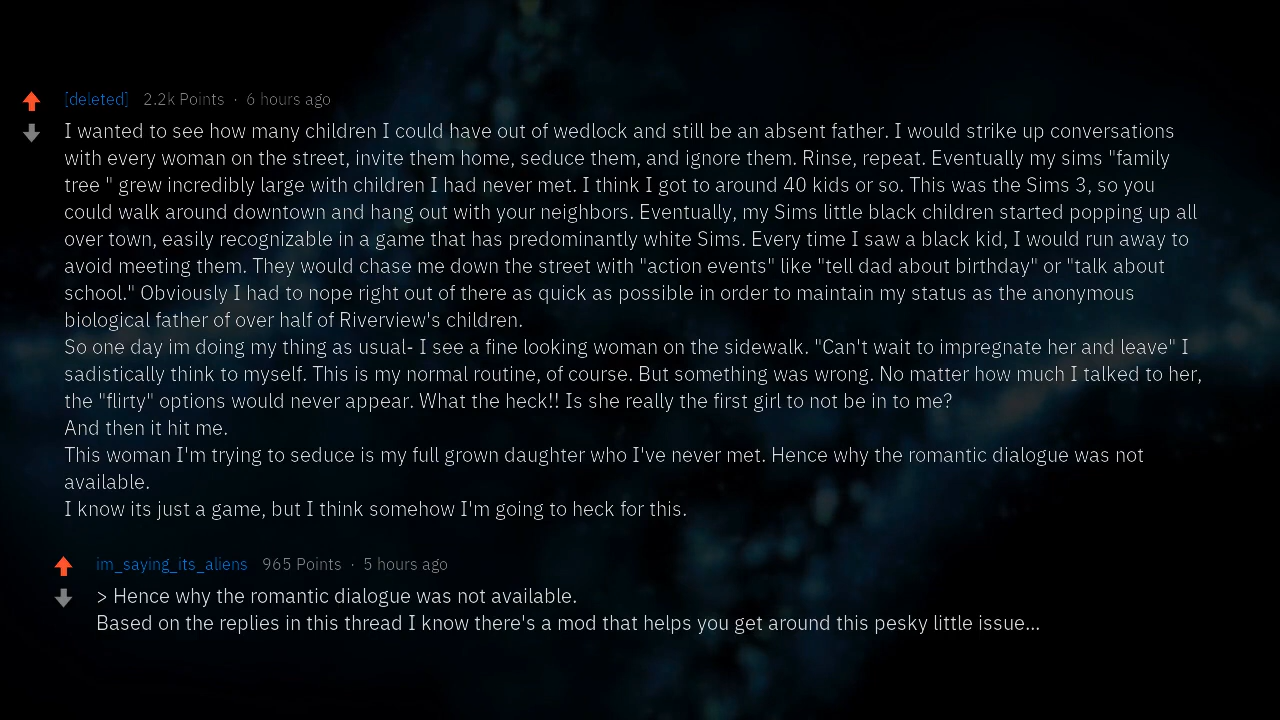 [deleted] 2.2k Points · 6 hours ago
I wanted to see how many children I could have out of wedlock and still be an absent father. I would strike up conversations
with every woman on the street, invite them home, seduce them, and ignore them. Rinse, repeat. Eventually my sims "family
tree " grew incredibly large with children I had never met. I think I got to around 40 kids or so. This was the Sims 3, so you
could walk around downtown and hang out with your neighbors. Eventually, my Sims little black children started popping up all
over town, easily recognizable in a game that has predominantly white Sims. Every time I saw a black kid, I would run away to
avoid meeting them. They would chase me down the street with "action events" like "tell dad about birthday" or "talk about
school." Obviously I had to nope right out of there as quick as possible in order to maintain my status as the anonymous
biological father of over half of Riverview's children.
So one day im doing my thing as usual- I see a fine looking woman on the sidewalk. "Can't wait to impregnate her and leave" I
sadistically think to myself. This is my normal routine, of course. But something was wrong. No matter how much I talked to her,
the "flirty" options would never appear. What the heck!! Is she really the first girl to not be in to me?
And then it hit me.
This woman I'm trying to seduce is my full grown daughter who I've never met. Hence why the romantic dialogue was not
available.
I know its just a game, but I think somehow I'm going to heck for this.
im_saying_its_aliens 965 Points · 5 hours ago
> Hence why the romantic dialogue was not available.
Based on the replies in this thread I know there's a mod that helps you get around this pesky little issue...